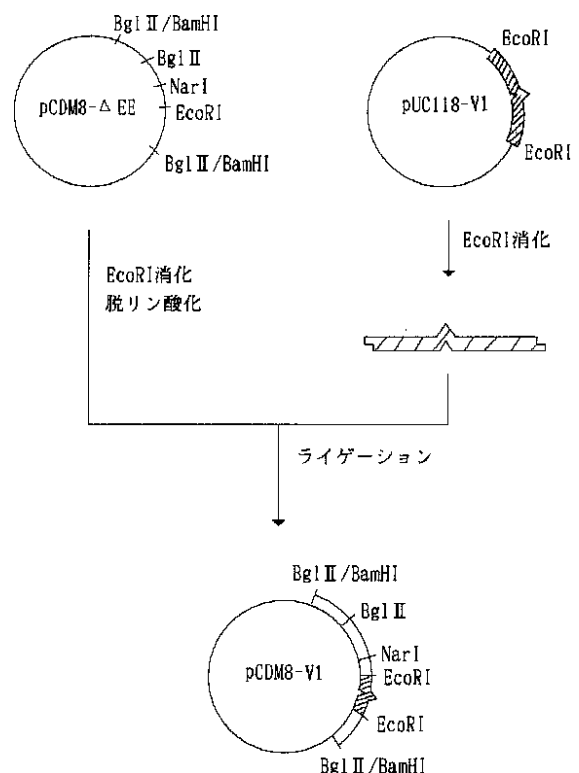 BglⅡ/BamHI
BglⅡ
NarI
EcoRI
BglⅡ/BamHI
pCDM8-ΔEE
EcoRI
pUC118-V1
EcoRI
EcoRI消化
脱リン酸化
EcoRI消化
ライゲーション
BglⅡ/BamHI
BglⅡ
NarI
EcoRI
pCDM8-V1
EcoRI
BglⅡ/BamHI